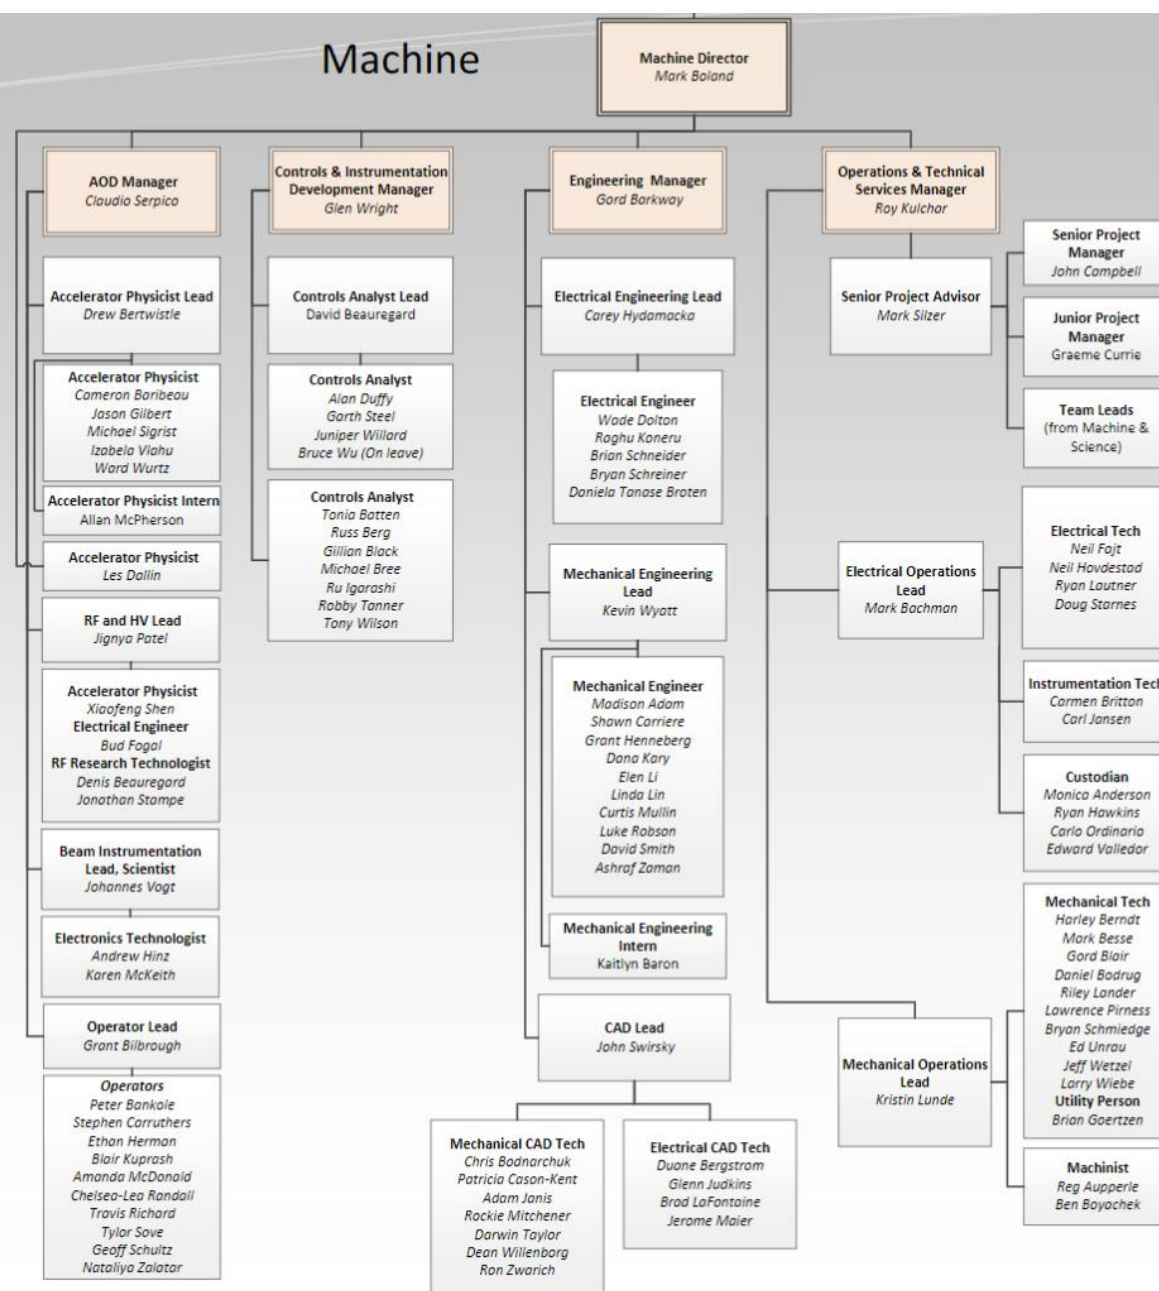 Machine
Machine Director
Mark Boland
AOD Manager
Claudio Serpico
Controls & Instrumentation
Development Manager
Glen Wright
Engineering Manager
Gord Barkway
Operations & Technical
Services Manager
Roy Kulchar
Accelerator Physicist Lead
Drew Bertwistle
Accelerator Physicist
Cameron Baribeau
Jason Gilbert
Michael Sigrist
Izabela Vlahu
Ward Wurtz
Accelerator Physicist Intern
Allan McPherson
Accelerator Physicist
Les Dallin
RF and HV Lead
Jignya Patel
Accelerator Physicist
Xiaofeng Shen
Electrical Engineer
Bud Fogal
RF Research Technologist
Denis Beauregard
Jonathan Stampe
Beam Instrumentation
Lead, Scientist
Johannes Vogt
Electronics Technologist
Andrew Hinz
Karen McKeith
Operator Lead
Grant Bilbrough
Operators
Peter Bankole
Stephen Carruthers
Ethan Herman
Blair Kuprash
Amanda McDonald
Chelsea-Lea Randall
Travis Richard
Tylor Sove
Geoff Schultz
Nataliya Zalatar
Controls Analyst Lead
David Beauregard
Controls Analyst
Alan Duffy
Garth Steel
Juniper Willard
Bruce Wu (On leave)
Controls Analyst
Tonia Batten
Russ Berg
Gillian Black
Michael Bree
Ru Igarashi
Robby Tanner
Tony Wilson
Electrical Engineering Lead
Carey Hydamacka
Electrical Engineer
Wade Dolton
Raghu Koneru
Brian Schneider
Bryan Schreiner
Daniela Tanase Broten
Mechanical Engineering
Lead
Kevin Wyatt
Mechanical Engineer
Madison Adam
Shawn Carriere
Grant Henneberg
Dana Kary
Elen Li
Linda Lin
Curtis Mullin
Luke Robson
David Smith
Ashraf Zaman
Mechanical Engineering
Intern
Kaitlyn Baron
CAD Lead
John Swirsky
Mechanical CAD Tech
Chris Bodnarchuk
Patricia Cason-Kent
Adam Janis
Rockie Mitchener
Darwin Taylor
Dean Willenborg
Ron Zwarich
Electrical CAD Tech
Duane Bergstrom
Glenn Judkins
Brad LaFontaine
Jerome Maier
Senior Project Advisor
Mark Silzer
Senior Project
Manager
John Campbell
Junior Project
Manager
Graeme Currie
Team Leads
(from Machine &
Science)
Electrical Operations
Lead
Mark Bachman
Electrical Tech
Neil Fajt
Neil Hovdestad
Ryan Lautner
Doug Starnes
Instrumentation Tech
Carmen Britton
Carl Jansen
Custodian
Monica Anderson
Ryan Hawkins
Carlo Ordinario
Edward Valledor
Mechanical Operations
Lead
Kristin Lunde
Mechanical Tech
Harley Berndt
Mark Besse
Gord Blair
Daniel Bodrug
Riley Lander
Lawrence Pirness
Bryan Schmiedge
Ed Unrau
Jeff Wetzel
Larry Wiebe
Utility Person
Brian Goertzen
Machinist
Reg Aupperle
Ben Boyachek